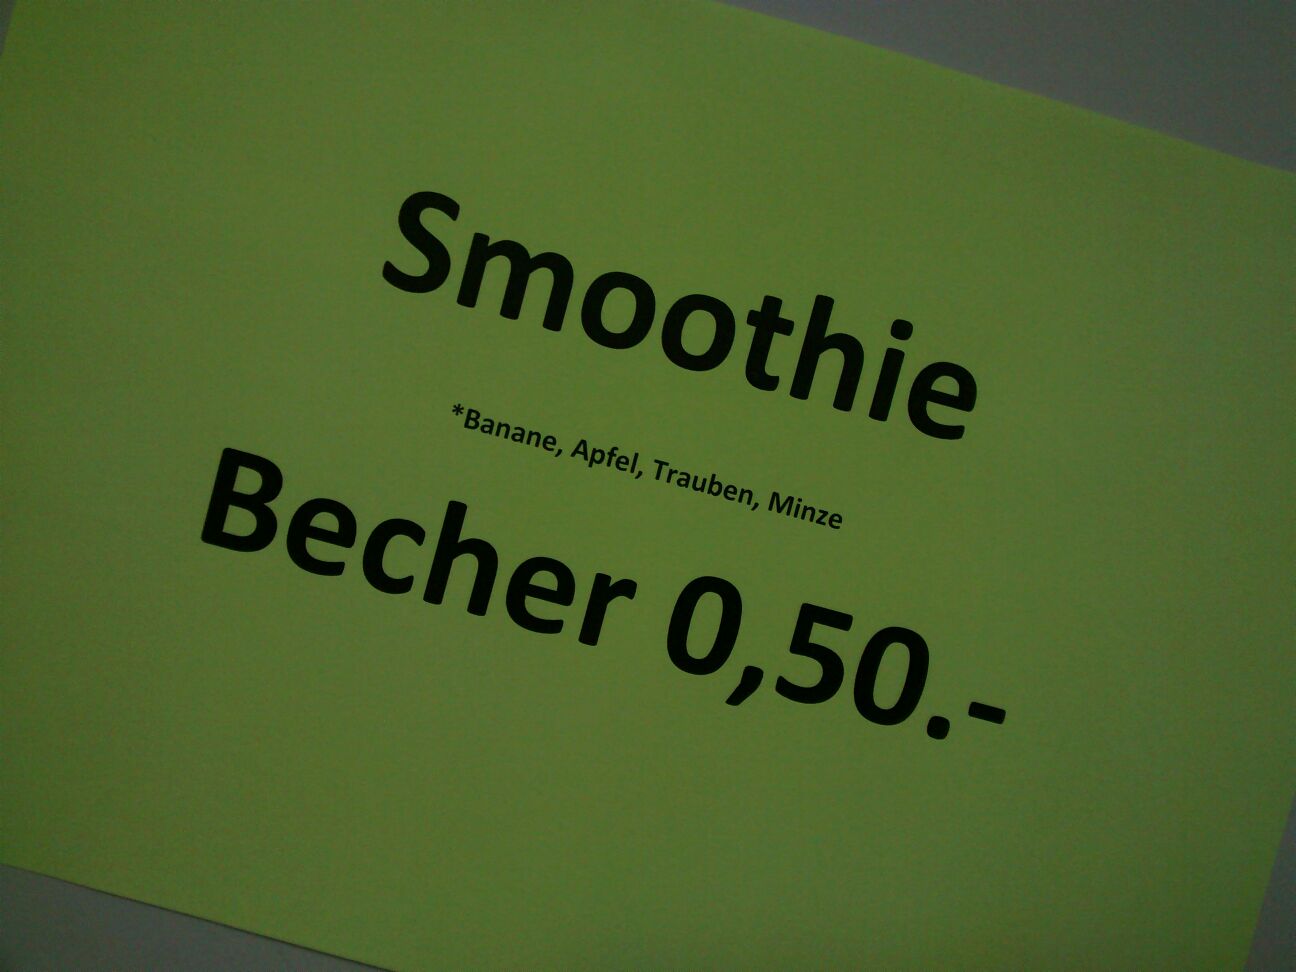 Smoothie
*Banane, Apfel, Trauben, Minze
Becher 0,50.-